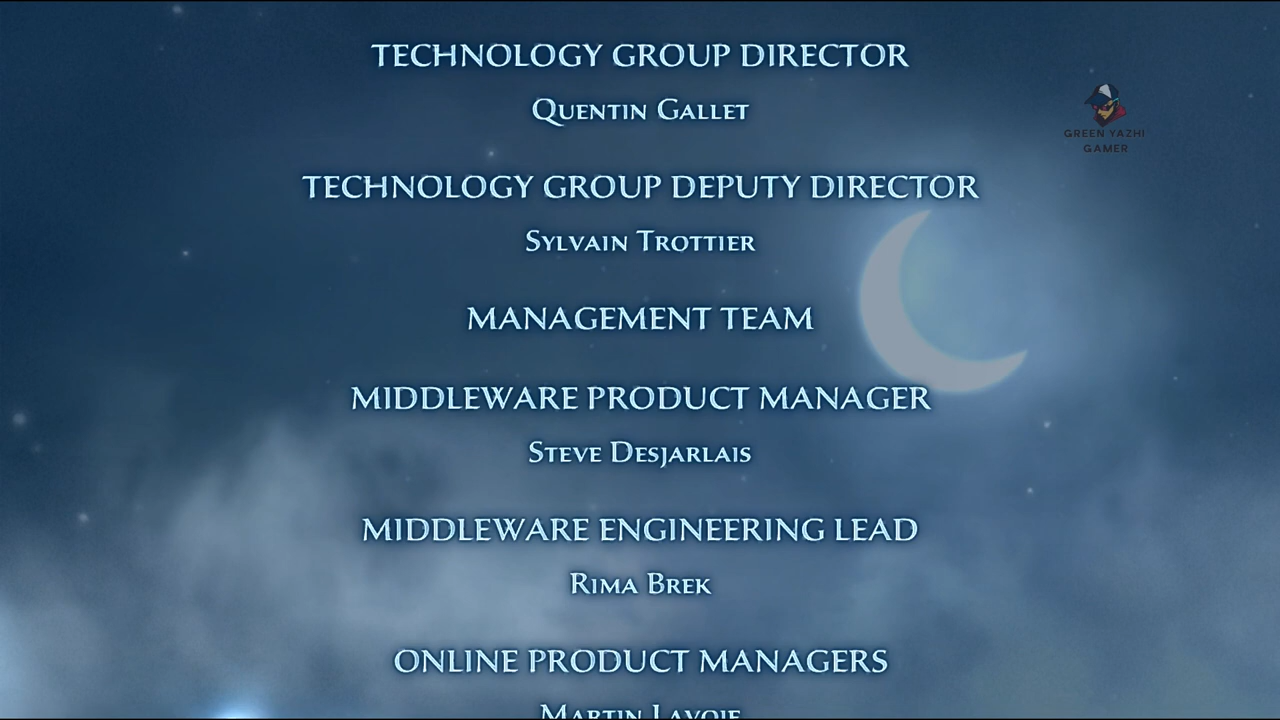 TECHNOLOGY GROUP DIRECTOR
QUENTIN GALLET
GREEN YAZHI
GAMER
TECHNOLOGY GROUP DEPUTY DIRECTOR
SYLVAIN TROTTIER
MANAGEMENT TEAM
MIDDLEWARE PRODUCT MANAGER
STEVE DESJARLAIS
MIDDLEWARE ENGINEERING LEAD
RIMA BREK
ONLINE PRODUCT MANAGERS
MARTIN LAVOIE